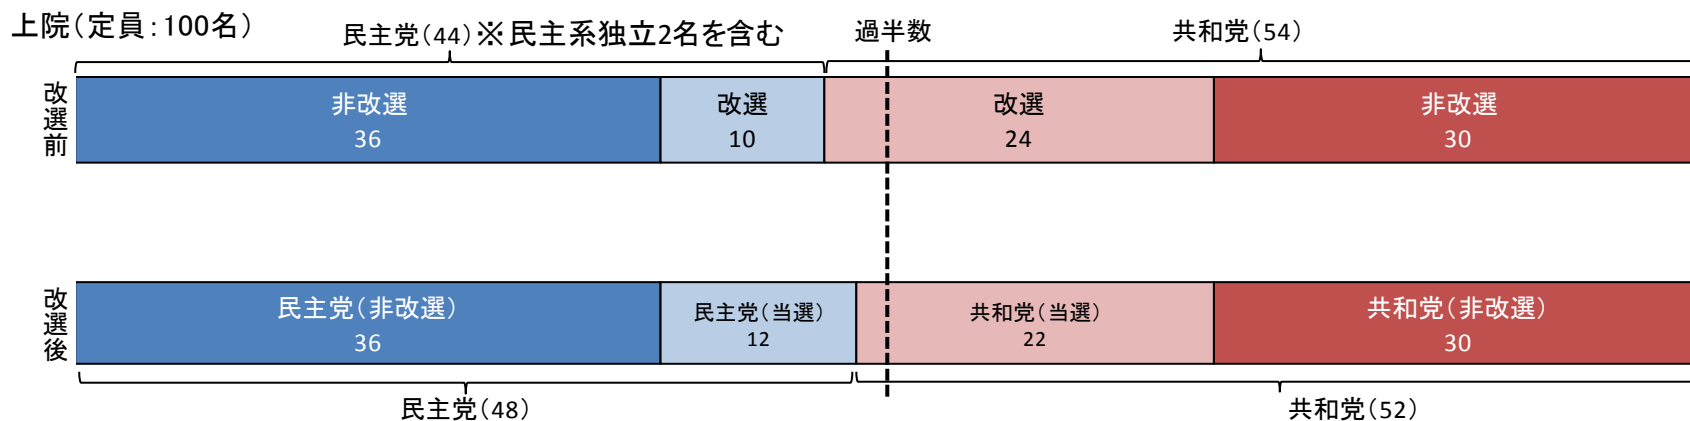 上院(定員:100名)
民主党(44)※民主系独立2名を含む
過半数
共和党(54)
改選前
非改選
36
改選
10
改選
24
非改選
30
改選後
民主党(非改選)
36
民主党(当選)
12
共和党(当選)
22
共和党(非改選)
30
民主党(48)
共和党(52)